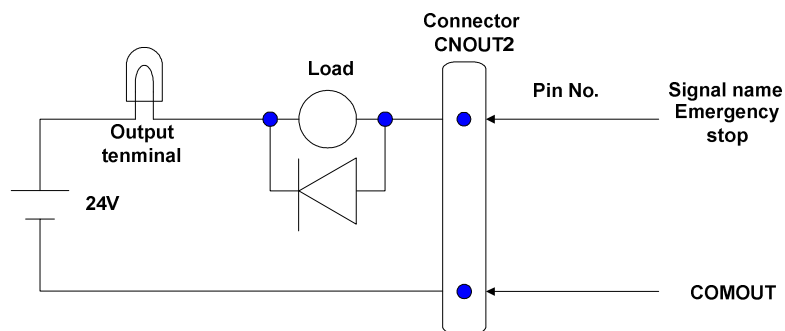 Connector
CNOUT2
Load
Pin No.
Signal name
Emergency
stop
Output
tenminal
24V
COMOUT